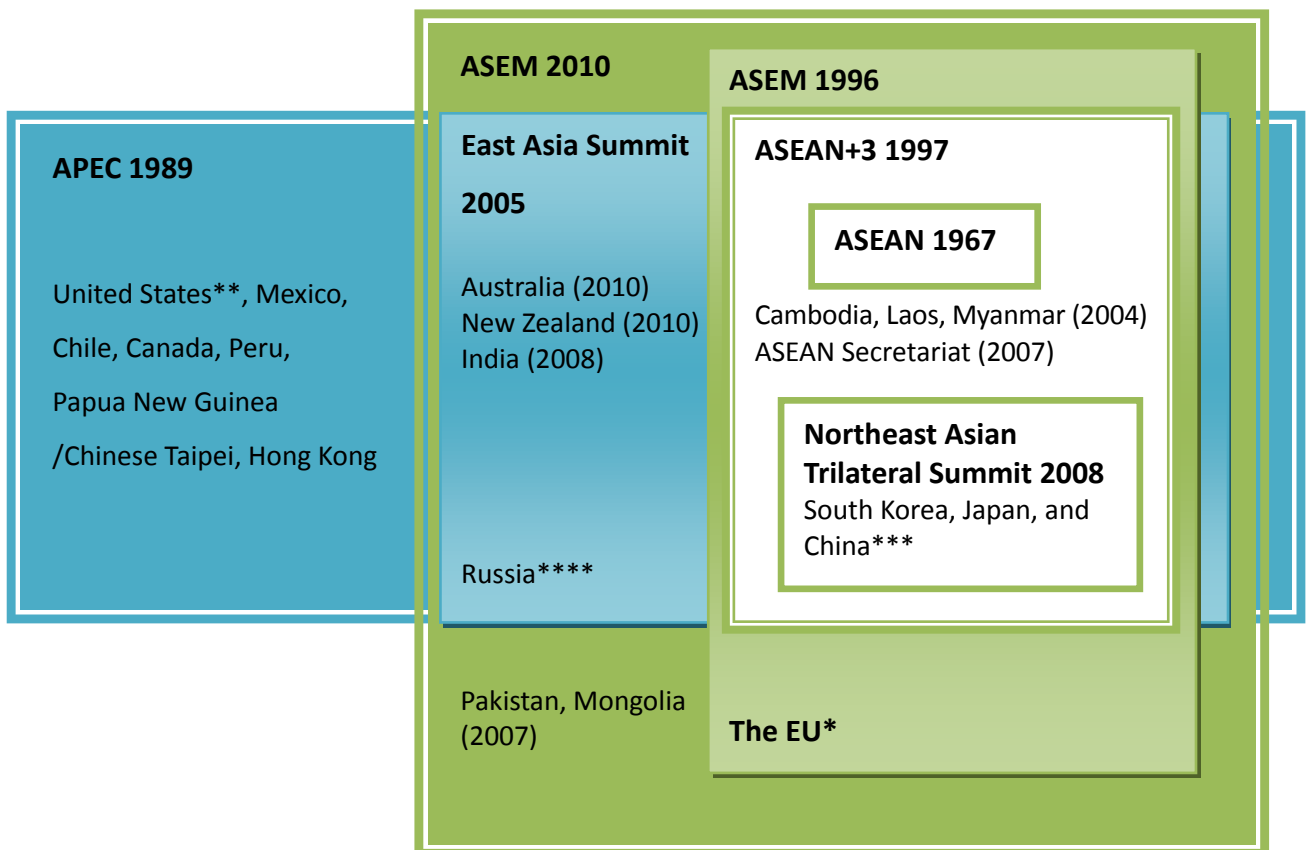 ASEM 2010
ASEM 1996
APEC 1989
United States**, Mexico,
Chile, Canada, Peru,
Papua New Guinea
/Chinese Taipei, Hong Kong
East Asia Summit
2005
Australia (2010)
New Zealand (2010)
India (2008)
Russia****
Pakistan, Mongolia
(2007)
ASEAN+3 1997
ASEAN 1967
Cambodia, Laos, Myanmar (2004)
ASEAN Secretariat (2007)
Northeast Asian
Trilateral Summit 2008
South Korea, Japan, and
China***
The EU*